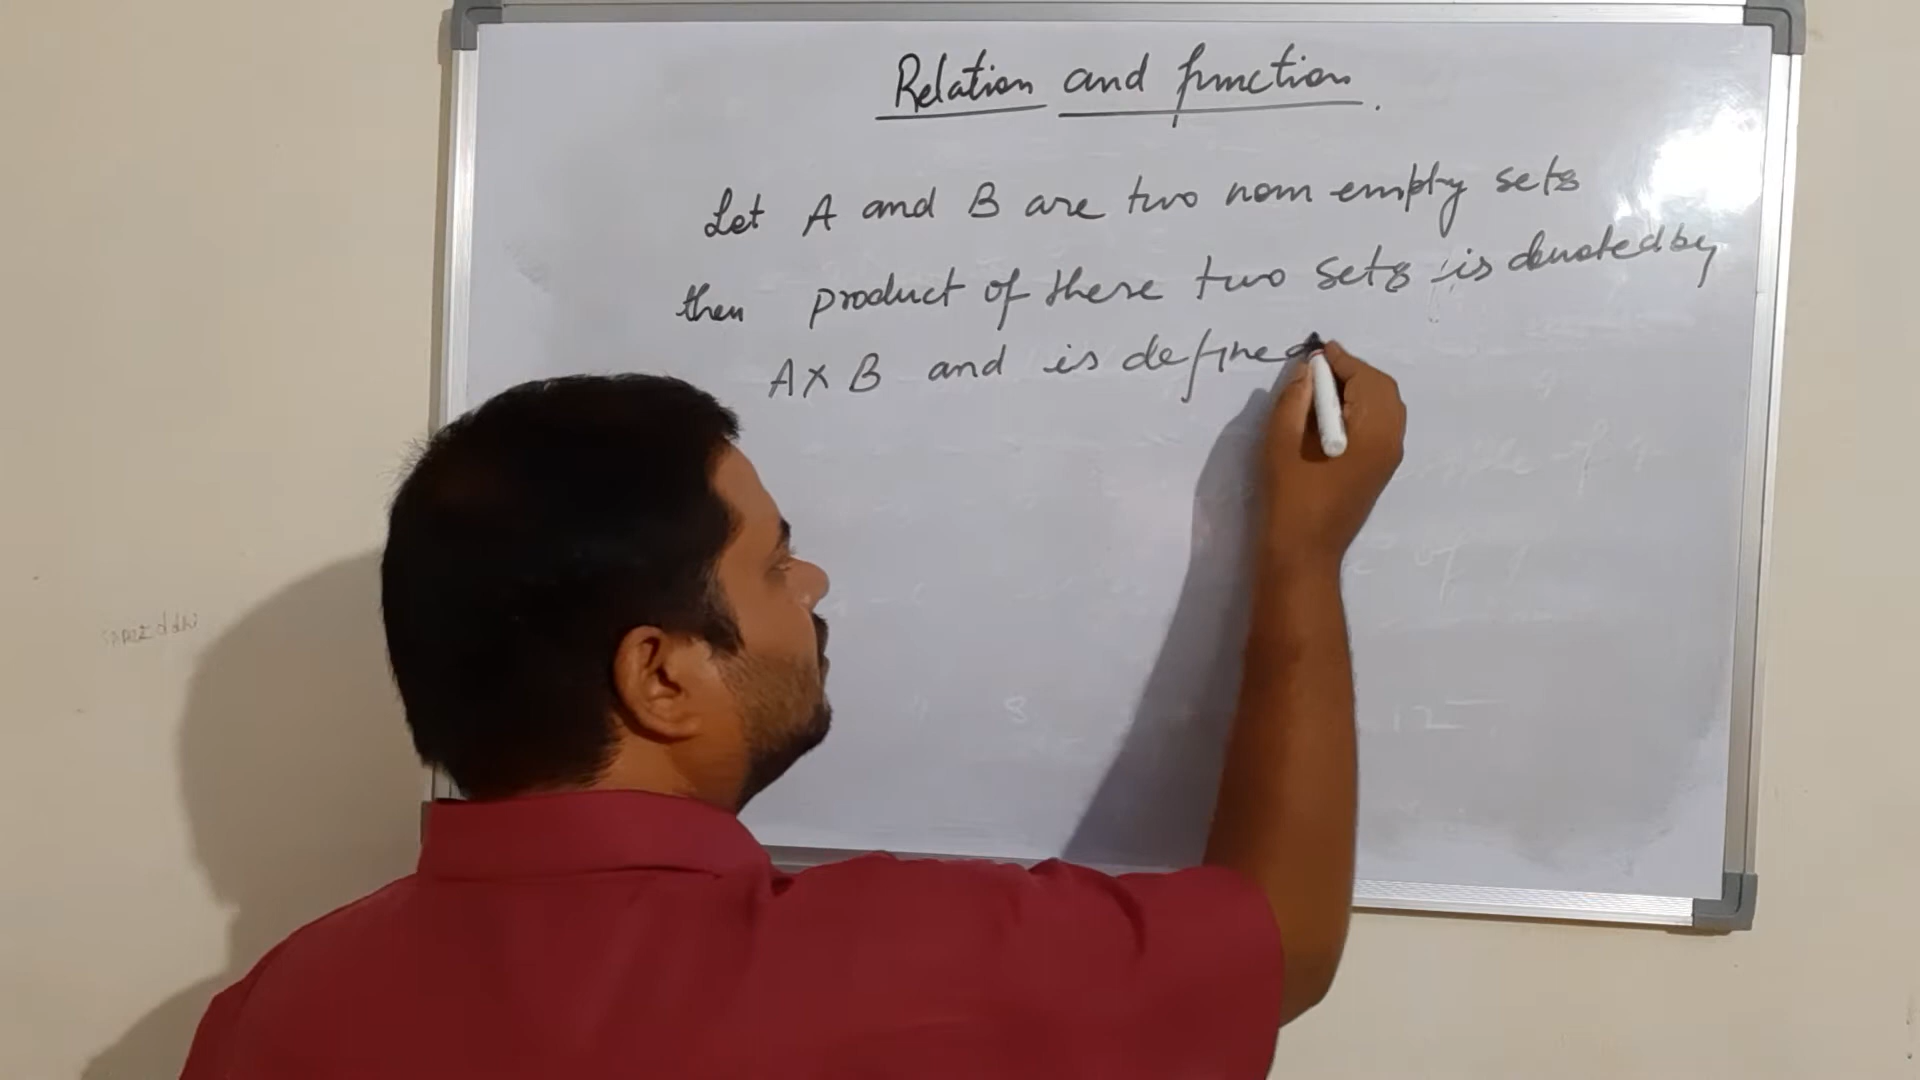 Relation and function.
Let A and B are two non empty sets
then product of these two sets is denoted by
A × B and is defined